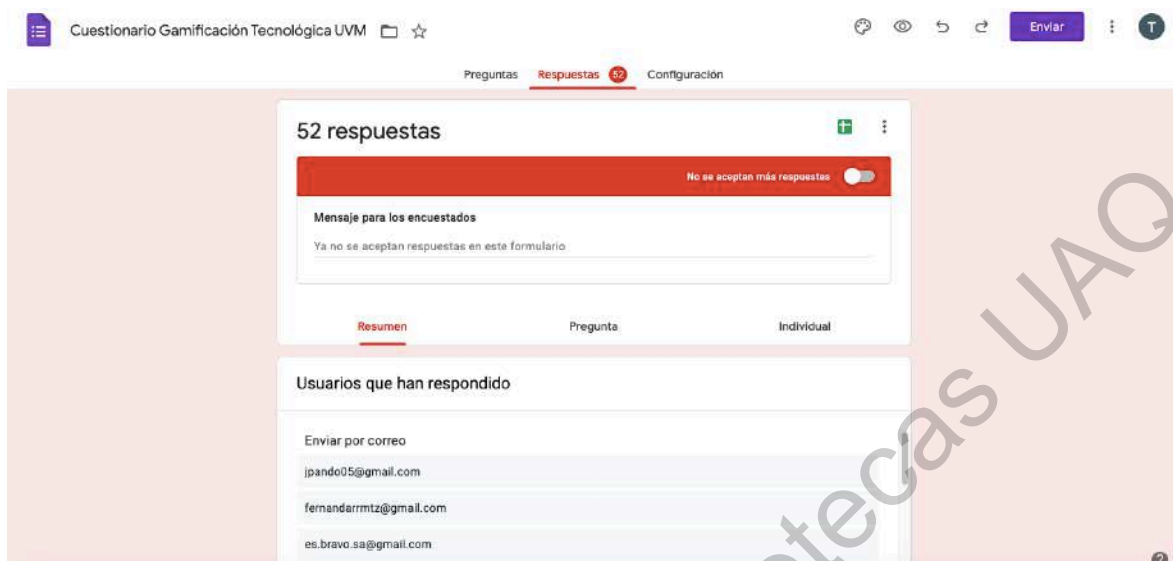 Cuestionario Gamificación Tecnológica UVM
Enviar
T
Preguntas Respuestas 52 Configuración
52 respuestas
No se aceptan más respuestas
Mensaje para los encuestados
Ya no se aceptan respuestas en este formulario
Resumen Pregunta Individual
Usuarios que han respondido
Enviar por correo
jpando05@gmail.com
fernandarrmtz@gmail.com
es.bravo.sa@gmail.com
tecas UAQ